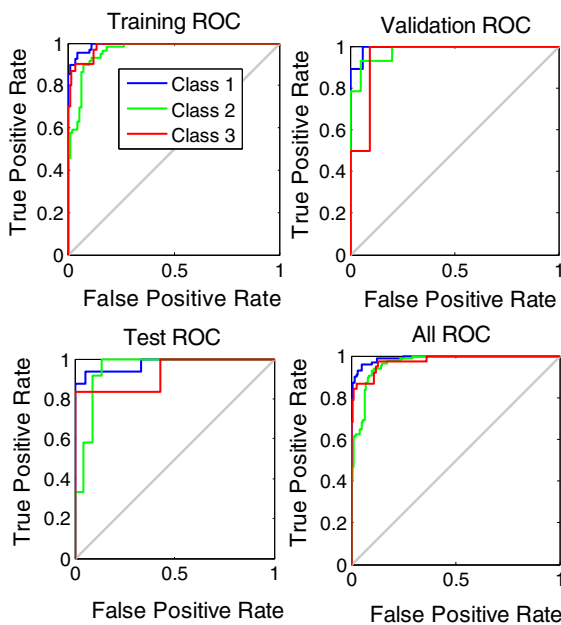 Training ROC
True Positive Rate
1
0.8
0.6
0.4
0.2
0
0
0.5
1
False Positive Rate
Class 1
Class 2
Class 3
Validation ROC
True Positive Rate
1
0.8
0.6
0.4
0.2
0
0
0.5
1
False Positive Rate
Test ROC
True Positive Rate
1
0.8
0.6
0.4
0.2
0
0
0.5
1
False Positive Rate
All ROC
True Positive Rate
1
0.8
0.6
0.4
0.2
0
0
0.5
1
False Positive Rate